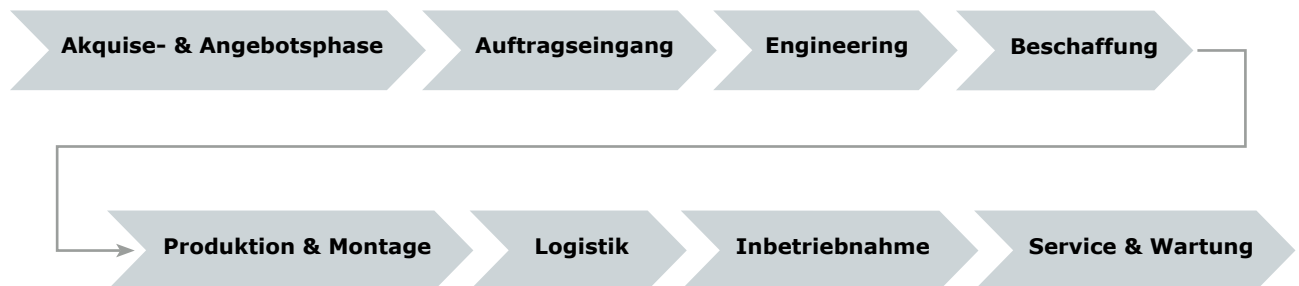 Akquise- & Angebotsphase
Auftragseingang
Engineering
Beschaffung
Produktion & Montage
Logistik
Inbetriebnahme
Service & Wartung